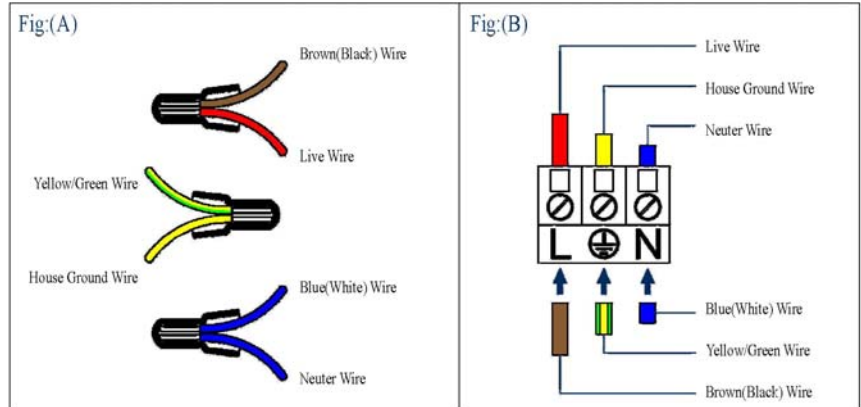 Fig:(A)
Brown(Black) Wire
Live Wire
Yellow/Green Wire
House Ground Wire
Blue(White) Wire
Neuter Wire
Fig:(B)
Live Wire
House Ground Wire
Neuter Wire
L N
Blue(White) Wire
Yellow/Green Wire
Brown(Black) Wire